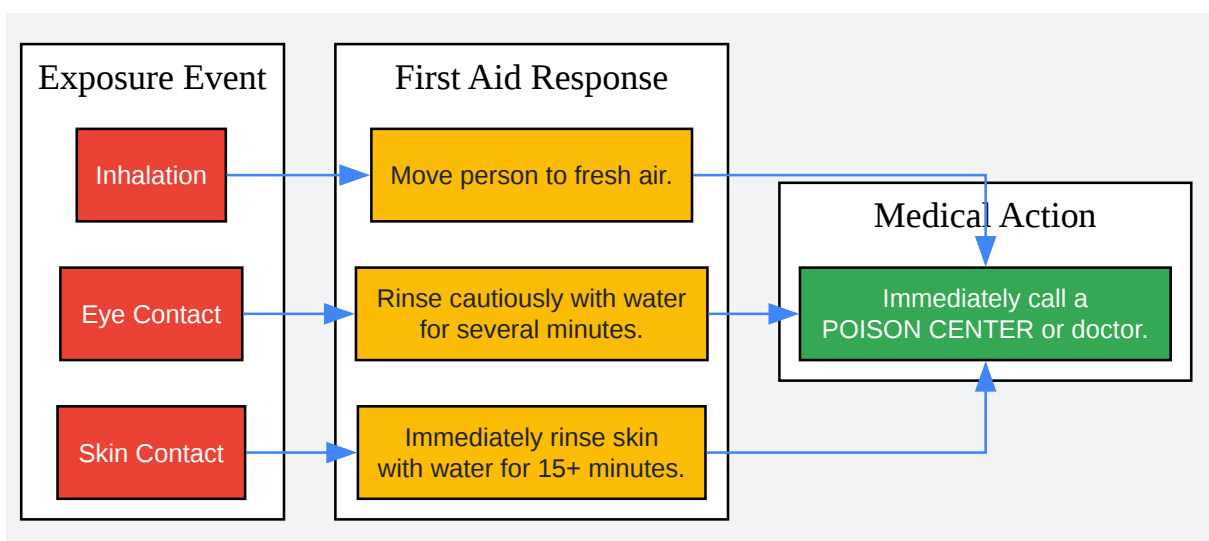 Exposure Event
First Aid Response
Inhalation
Move person to fresh air.
Medical Action
Eye Contact
Rinse cautiously with water
for several minutes.
Immediately call a
POISON CENTER or doctor.
Skin Contact
Immediately rinse skin
with water for 15+ minutes.